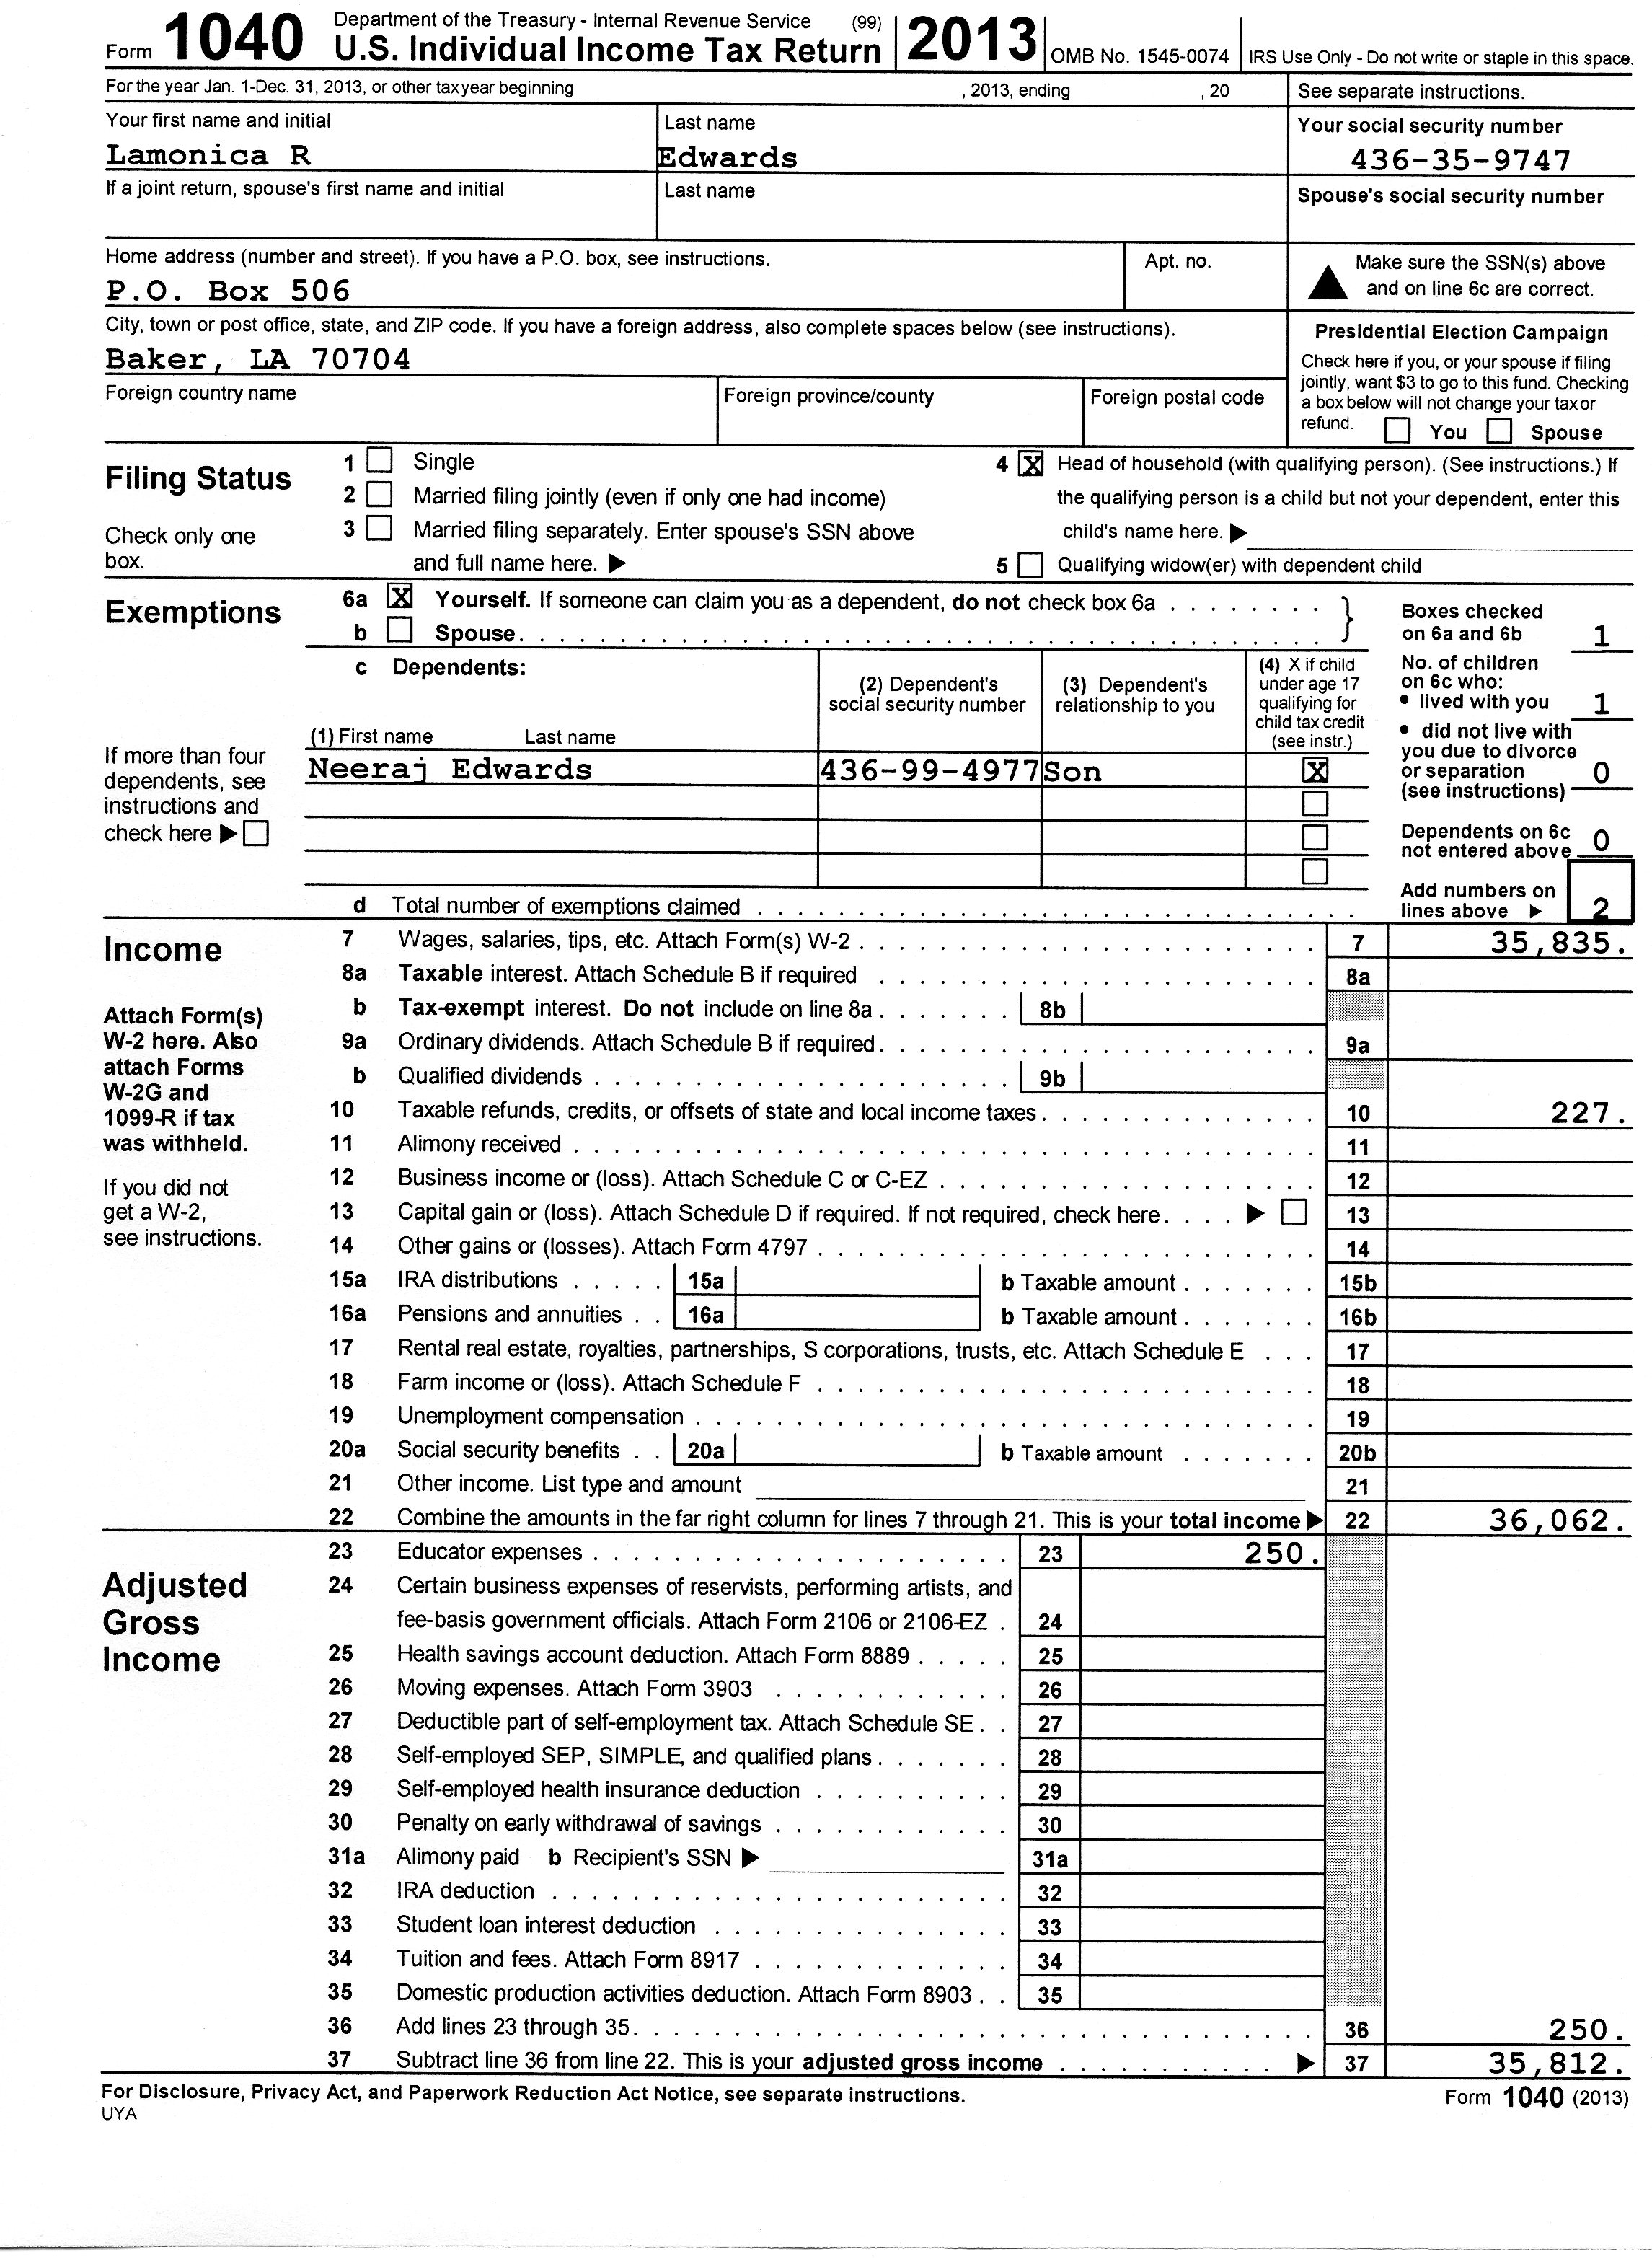 Form 1040 Department of the Treasury - Internal Revenue Service (99)
U.S. Individual Income Tax Return 2013 OMB No. 1545-0074 IRS Use Only - Do not write or staple in this space.
For the year Jan. 1-Dec. 31, 2013, or other tax year beginning , 2013, ending , 20 See separate instructions.
Your first name and initial Last name Your social security number
Lamonica R Edwards 436-35-9747
If a joint return, spouse's first name and initial Last name Spouse's social security number
Home address (number and street). If you have a P.O. box, see instructions. Apt. no.
P.O. Box 506
Make sure the SSN(s) above
and on line 6c are correct.
City, town or post office, state, and ZIP code. If you have a foreign address, also complete spaces below (see instructions).
Baker, LA 70704
Foreign country name Foreign province/county Foreign postal code
Presidential Election Campaign
Check here if you, or your spouse if filing
jointly, want $3 to go to this fund. Checking
a box below will not change your tax or
refund. You Spouse
Filing Status
Check only one
box.
1 Single
2 Married filing jointly (even if only one had income)
3 Married filing separately. Enter spouse's SSN above
and full name here. ▶
4 X Head of household (with qualifying person). (See instructions.) If
the qualifying person is a child but not your dependent, enter this
child's name here. ▶
5 Qualifying widow(er) with dependent child
Exemptions
6a X Yourself. If someone can claim you as a dependent, do not check box 6a
b Spouse
c Dependents:
(1) First name Last name
(2) Dependent's
social security number
(3) Dependent's
relationship to you
(4) X if child
under age 17
qualifying for
child tax credit
(see instr.)
Neeraj Edwards 436-99-4977 Son X
If more than four
dependents, see
instructions and
check here ▶
d Total number of exemptions claimed
Boxes checked
on 6a and 6b 1
No. of children
on 6c who:
• lived with you 1
• did not live with
you due to divorce
or separation 0
(see instructions)
Dependents on 6c 0
not entered above
Add numbers on
lines above ▶ 2
Income
Attach Form(s)
W-2 here. Also
attach Forms
W-2G and
1099-R if tax
was withheld.
If you did not
get a W-2,
see instructions.
7 Wages, salaries, tips, etc. Attach Form(s) W-2 7 35,835.
8a Taxable interest. Attach Schedule B if required 8a
b Tax-exempt interest. Do not include on line 8a 8b
9a Ordinary dividends. Attach Schedule B if required 9a
b Qualified dividends 9b
10 Taxable refunds, credits, or offsets of state and local income taxes 10 227.
11 Alimony received 11
12 Business income or (loss). Attach Schedule C or C-EZ 12
13 Capital gain or (loss). Attach Schedule D if required. If not required, check here ▶ 13
14 Other gains or (losses). Attach Form 4797 14
15a IRA distributions 15a b Taxable amount 15b
16a Pensions and annuities 16a b Taxable amount 16b
17 Rental real estate, royalties, partnerships, S corporations, trusts, etc. Attach Schedule E 17
18 Farm income or (loss). Attach Schedule F 18
19 Unemployment compensation 19
20a Social security benefits 20a b Taxable amount 20b
21 Other income. List type and amount 21
22 Combine the amounts in the far right column for lines 7 through 21. This is your total income ▶ 22 36,062.
Adjusted
Gross
Income
23 Educator expenses 23 250.
24 Certain business expenses of reservists, performing artists, and
fee-basis government officials. Attach Form 2106 or 2106-EZ 24
25 Health savings account deduction. Attach Form 8889 25
26 Moving expenses. Attach Form 3903 26
27 Deductible part of self-employment tax. Attach Schedule SE 27
28 Self-employed SEP, SIMPLE, and qualified plans 28
29 Self-employed health insurance deduction 29
30 Penalty on early withdrawal of savings 30
31a Alimony paid b Recipient's SSN ▶ 31a
32 IRA deduction 32
33 Student loan interest deduction 33
34 Tuition and fees. Attach Form 8917 34
35 Domestic production activities deduction. Attach Form 8903 35
36 Add lines 23 through 35 36 250.
37 Subtract line 36 from line 22. This is your adjusted gross income ▶ 37 35,812.
For Disclosure, Privacy Act, and Paperwork Reduction Act Notice, see separate instructions. Form 1040 (2013)
UYA